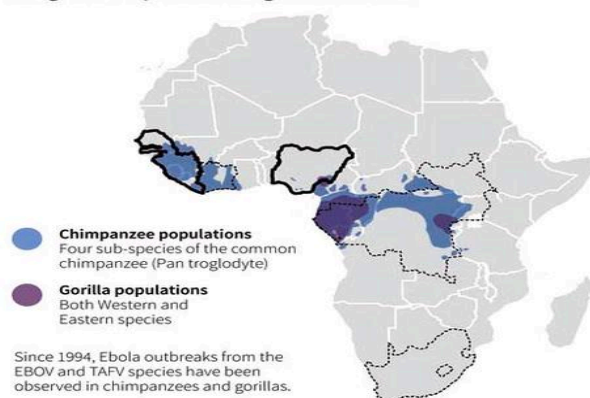 Chimpanzee populations
Four sub-species of the common
chimpanzee (Pan troglodyte)
Gorilla populations
Both Western and
Eastern species
Since 1994, Ebola outbreaks from the
EBOV and TAFV species have been
observed in chimpanzees and gorillas.